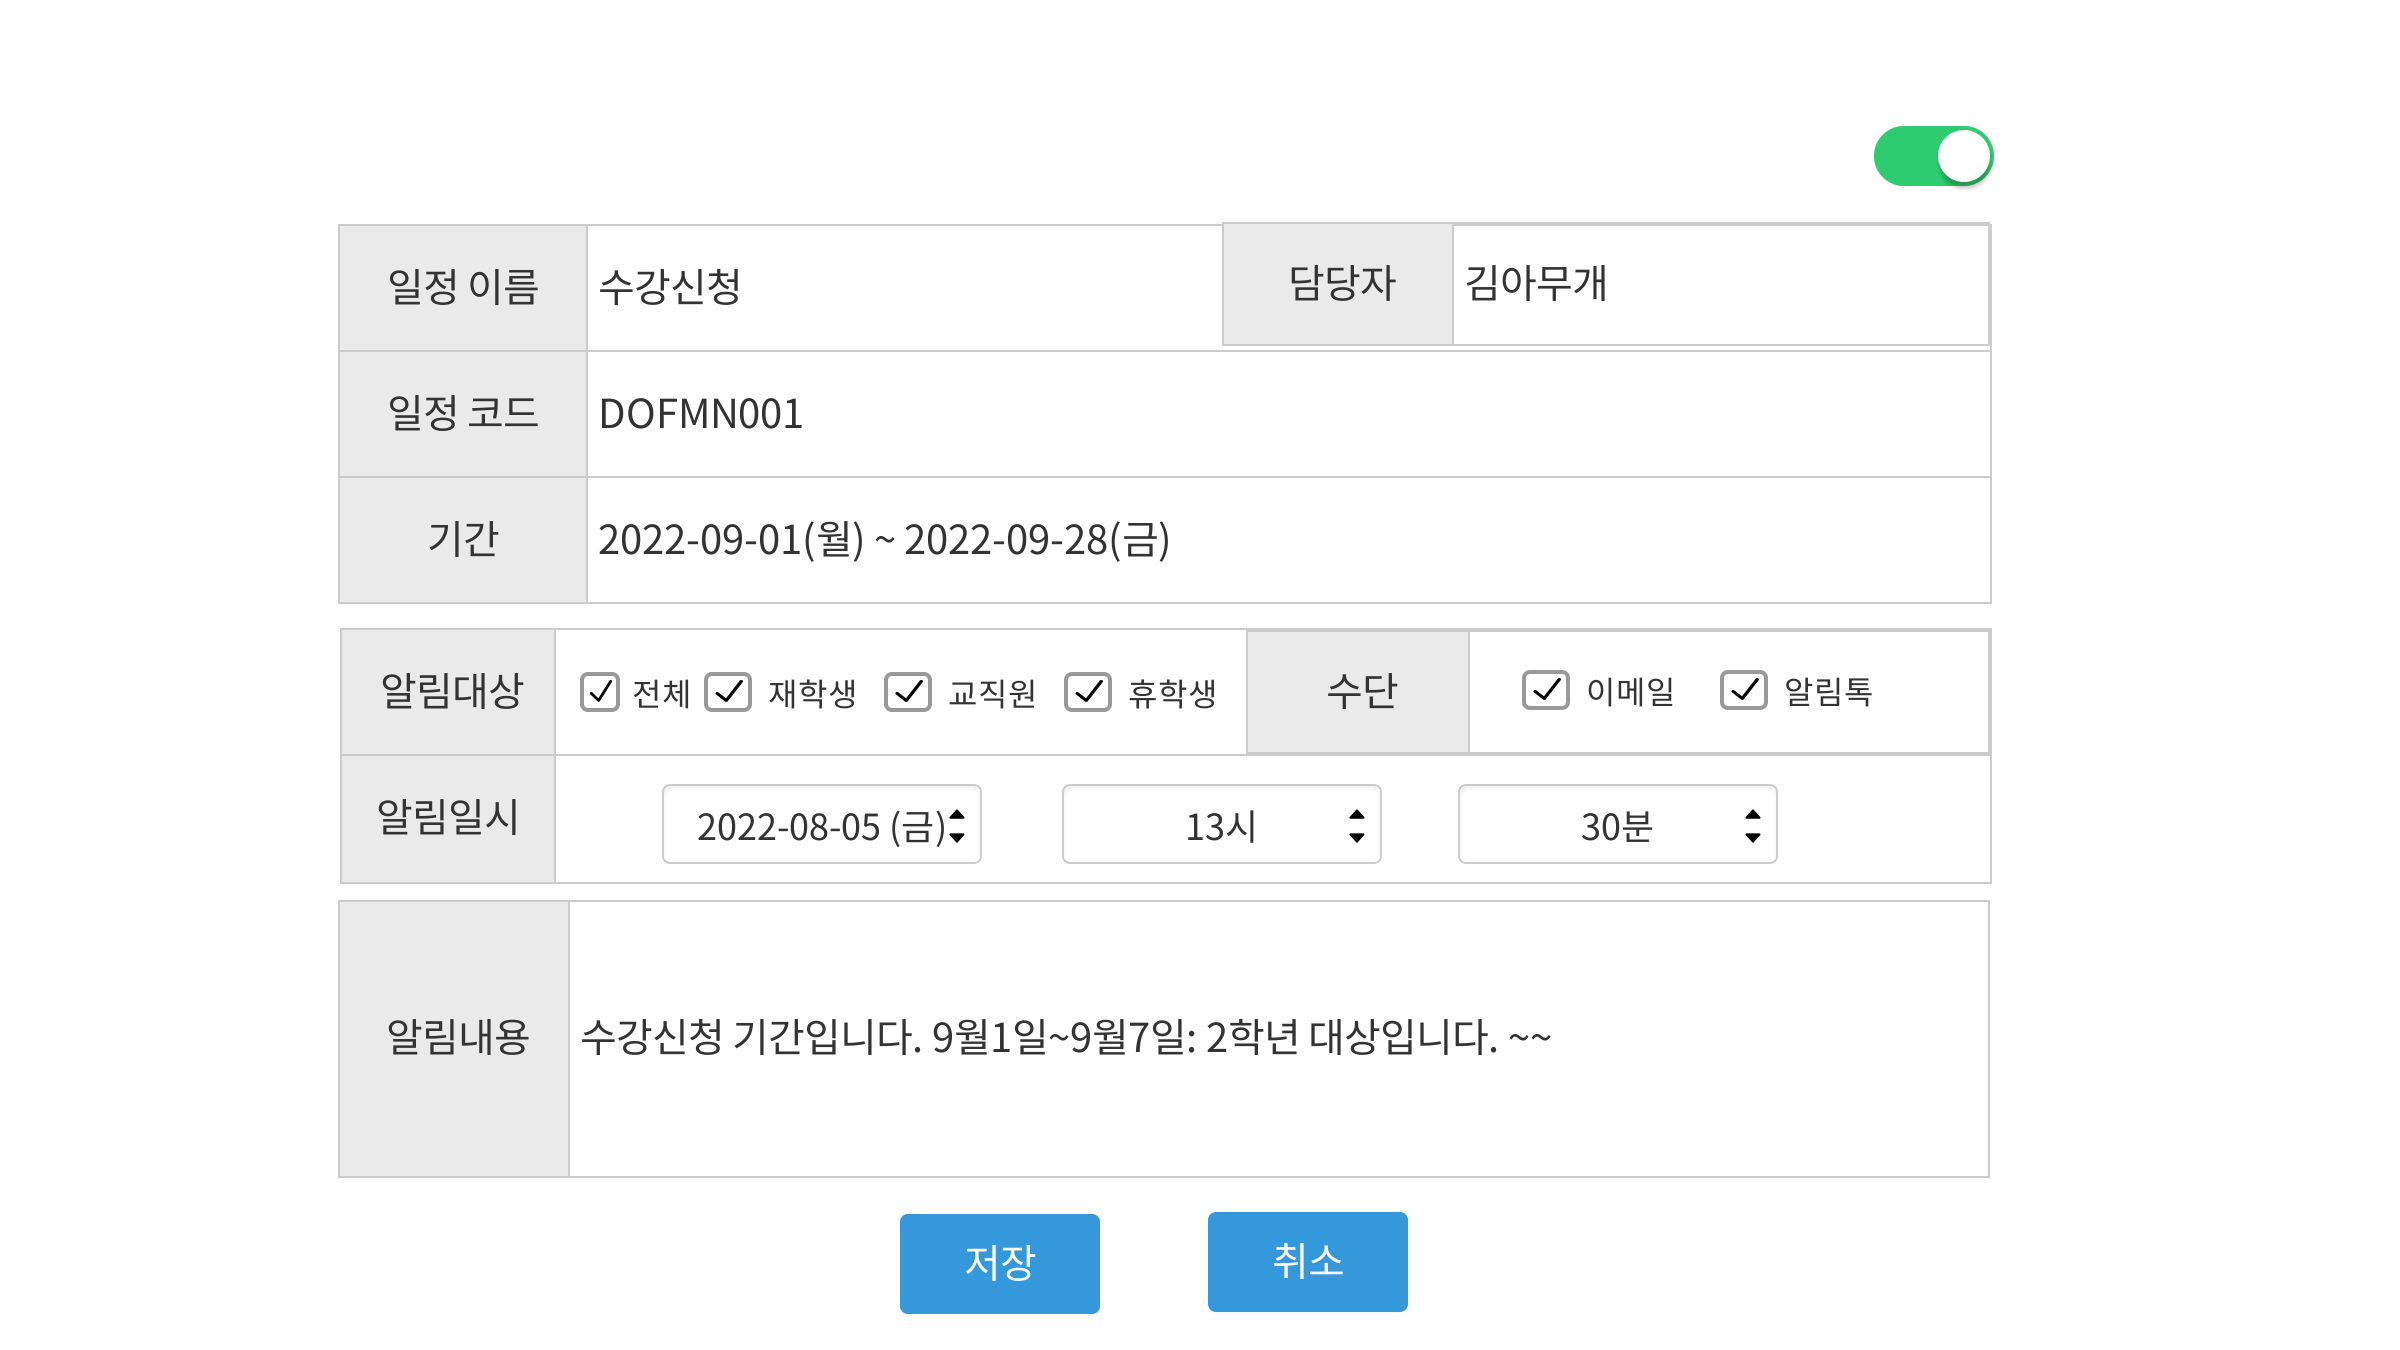 일정 이름 수강신청 담당자 김아무개
일정 코드 DOFMN001
기간 2022-09-01(월) ~ 2022-09-28(금)
알림대상 전체 재학생 교직원 휴학생 수단 이메일 알림톡
알림일시 2022-08-05 (금) 13시 30분
알림내용 수강신청 기간입니다. 9월1일~9월7일: 2학년 대상입니다. ~~
저장 취소